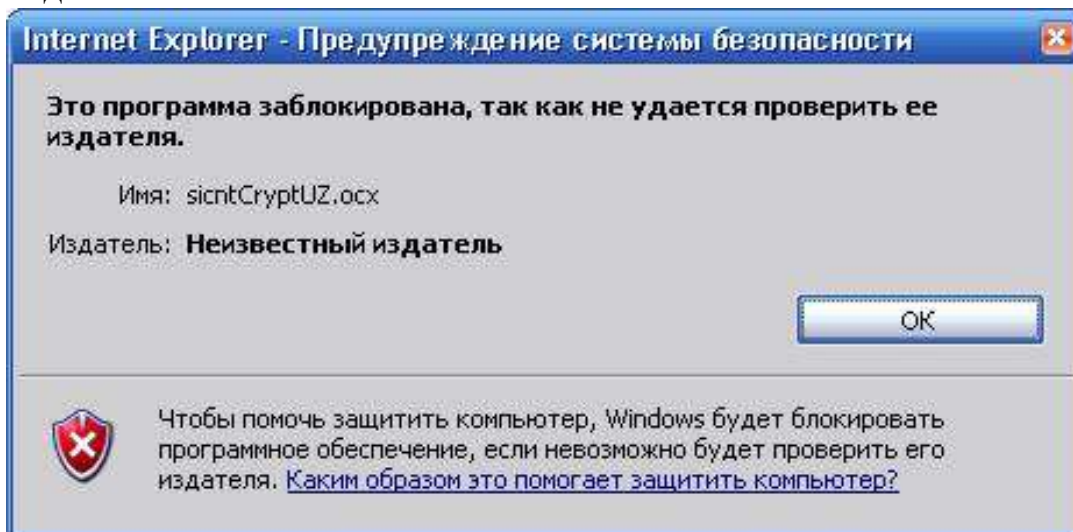 Internet Explorer - Предупреждение системы безопасности
Это программа заблокирована, так как не удается проверить ее
издателя.
Имя: sicntCryptUZ.ocx
Издатель: Неизвестный издатель
ОК
Чтобы помочь защитить компьютер, Windows будет блокировать
программное обеспечение, если невозможно будет проверить его
издателя. Каким образом это помогает защитить компьютер?